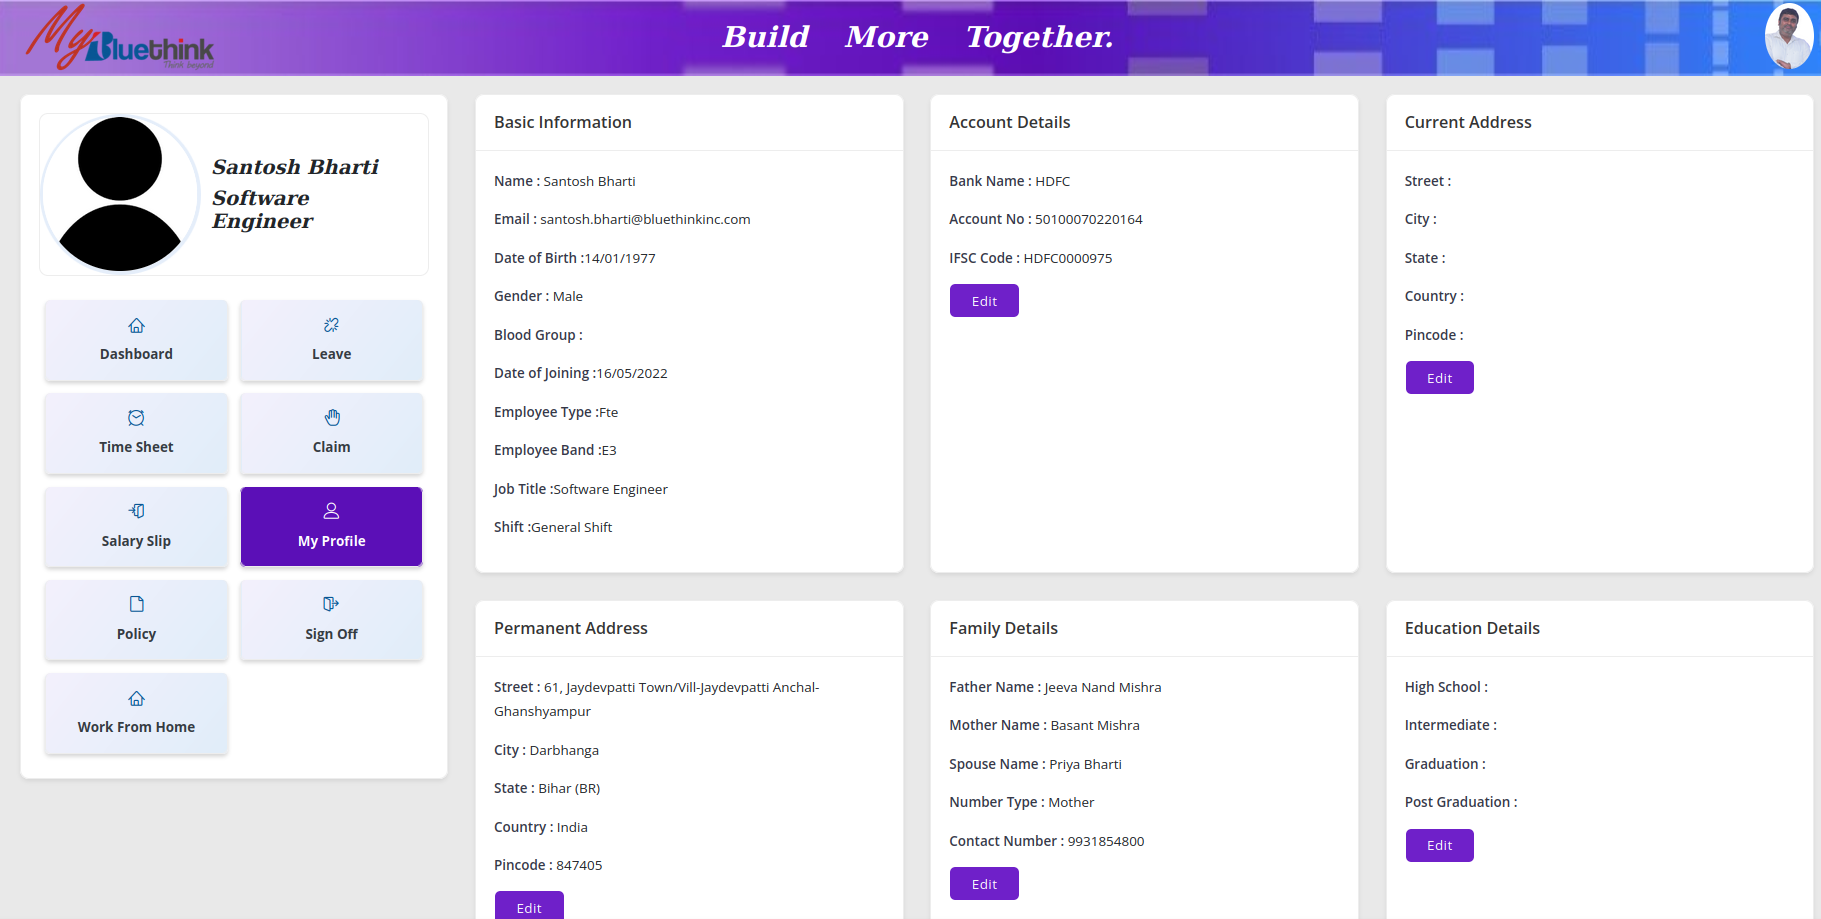 MyBluethink
Think beyond
Build More Together.
Santosh Bharti
Software
Engineer
Dashboard
Leave
Time Sheet
Claim
Salary Slip
My Profile
Policy
Sign Off
Work From Home
Basic Information
Name : Santosh Bharti
Email : santosh.bharti@bluethinkinc.com
Date of Birth :14/01/1977
Gender : Male
Blood Group :
Date of Joining :16/05/2022
Employee Type :Fte
Employee Band :E3
Job Title :Software Engineer
Shift :General Shift
Account Details
Bank Name : HDFC
Account No : 50100070220164
IFSC Code : HDFC0000975
Edit
Current Address
Street :
City :
State :
Country :
Pincode :
Edit
Permanent Address
Street : 61, Jaydevpatti Town/Vill-Jaydevpatti Anchal-
Ghanshyampur
City : Darbhanga
State : Bihar (BR)
Country : India
Pincode : 847405
Edit
Family Details
Father Name : Jeeva Nand Mishra
Mother Name : Basant Mishra
Spouse Name : Priya Bharti
Number Type : Mother
Contact Number : 9931854800
Edit
Education Details
High School :
Intermediate :
Graduation :
Post Graduation :
Edit